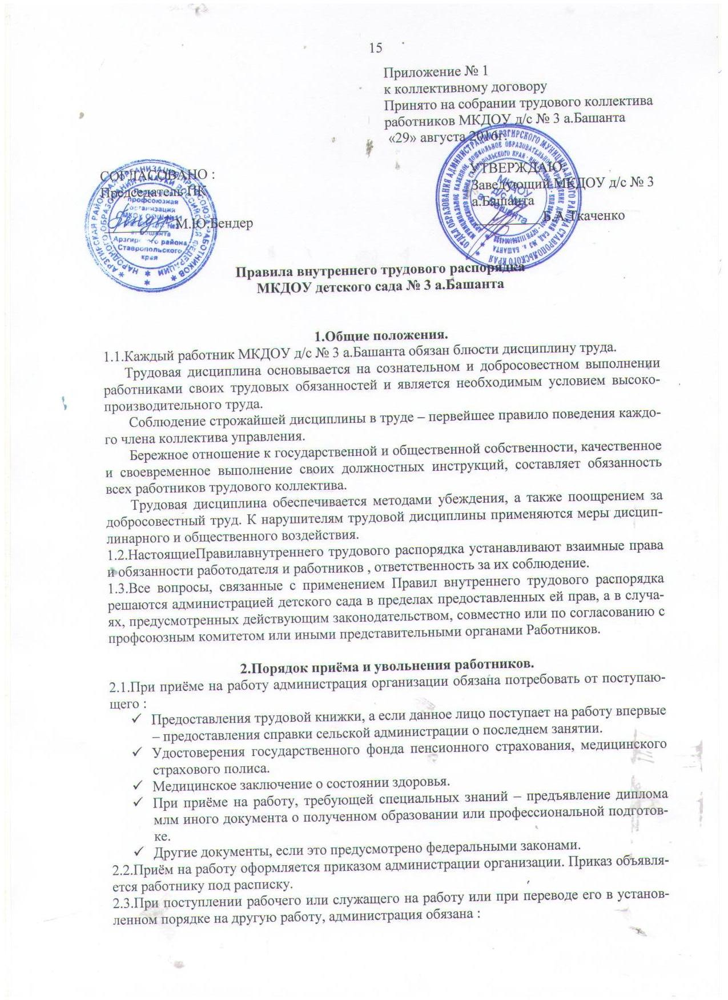 15
Приложение № 1
к коллективному договору
Принято на собрании трудового коллектива
работников МКДОУ д/с № 3 а.Башанта
«29» августа 2016г.
СОГЛАСОВАНО :
Председатель ПК
М.Ю.Бендер
УТВЕРЖДАЮ
Заведующий МКДОУ д/с № 3
а.Башанта
Б.А.Ткаченко
профсоюзная
организация
Арзгирского района
Ставропольского
края
МКДОУ
д/с №3
а. Башанта
Правила внутреннего трудового распорядка
МКДОУ детского сада № 3 а.Башанта
1.Общие положения.
1.1.Каждый работник МКДОУ д/с № 3 а.Башанта обязан блюсти дисциплину труда.
Трудовая дисциплина основывается на сознательном и добросовестном выполнении
работниками своих трудовых обязанностей и является необходимым условием высоко-
производительного труда.
Соблюдение строжайшей дисциплины в труде – первейшее правило поведения каждо-
го члена коллектива управления.
Бережное отношение к государственной и общественной собственности, качественное
и своевременное выполнение своих должностных инструкций, составляет обязанность
всех работников трудового коллектива.
Трудовая дисциплина обеспечивается методами убеждения, а также поощрением за
добросовестный труд. К нарушителям трудовой дисциплины применяются меры дисцип-
линарного и общественного воздействия.
1.2.НастоящиеПравилавнутреннего трудового распорядка устанавливают взаимные права
и обязанности работодателя и работников , ответственность за их соблюдение.
1.3.Все вопросы, связанные с применением Правил внутреннего трудового распорядка
решаются администрацией детского сада в пределах предоставленных ей прав, а в случа-
ях, предусмотренных действующим законодательством, совместно или по согласованию с
профсоюзным комитетом или иными представительными органами Работников.
2.Порядок приёма и увольнения работников.
2.1.При приёме на работу администрация организации обязана потребовать от поступаю-
щего :
✓ Предоставления трудовой книжки, а если данное лицо поступает на работу впервые
– предоставления справки сельской администрации о последнем занятии.
✓ Удостоверения государственного фонда пенсионного страхования, медицинского
страхового полиса.
✓ Медицинское заключение о состоянии здоровья.
✓ При приёме на работу, требующей специальных знаний – предъявление диплома
млм иного документа о полученном образовании или профессиональной подготов-
ке.
✓ Другие документы, если это предусмотрено федеральными законами.
2.2.Приём на работу оформляется приказом администрации организации. Приказ объявля-
ется работнику под расписку.
2.3.При поступлении рабочего или служащего на работу или при переводе его в установ-
ленном порядке на другую работу, администрация обязана :